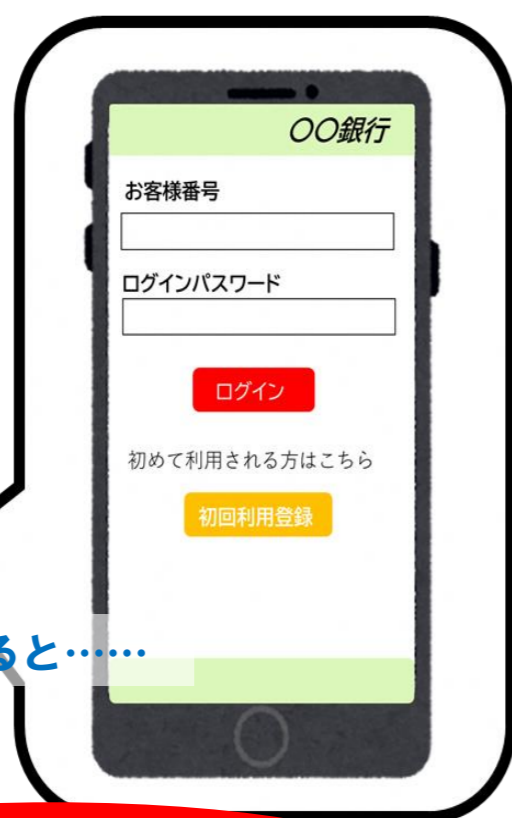 〇〇銀行
お客様番号
ログインパスワード
ログイン
初めて利用される方はこちら
初回利用登録
ると……